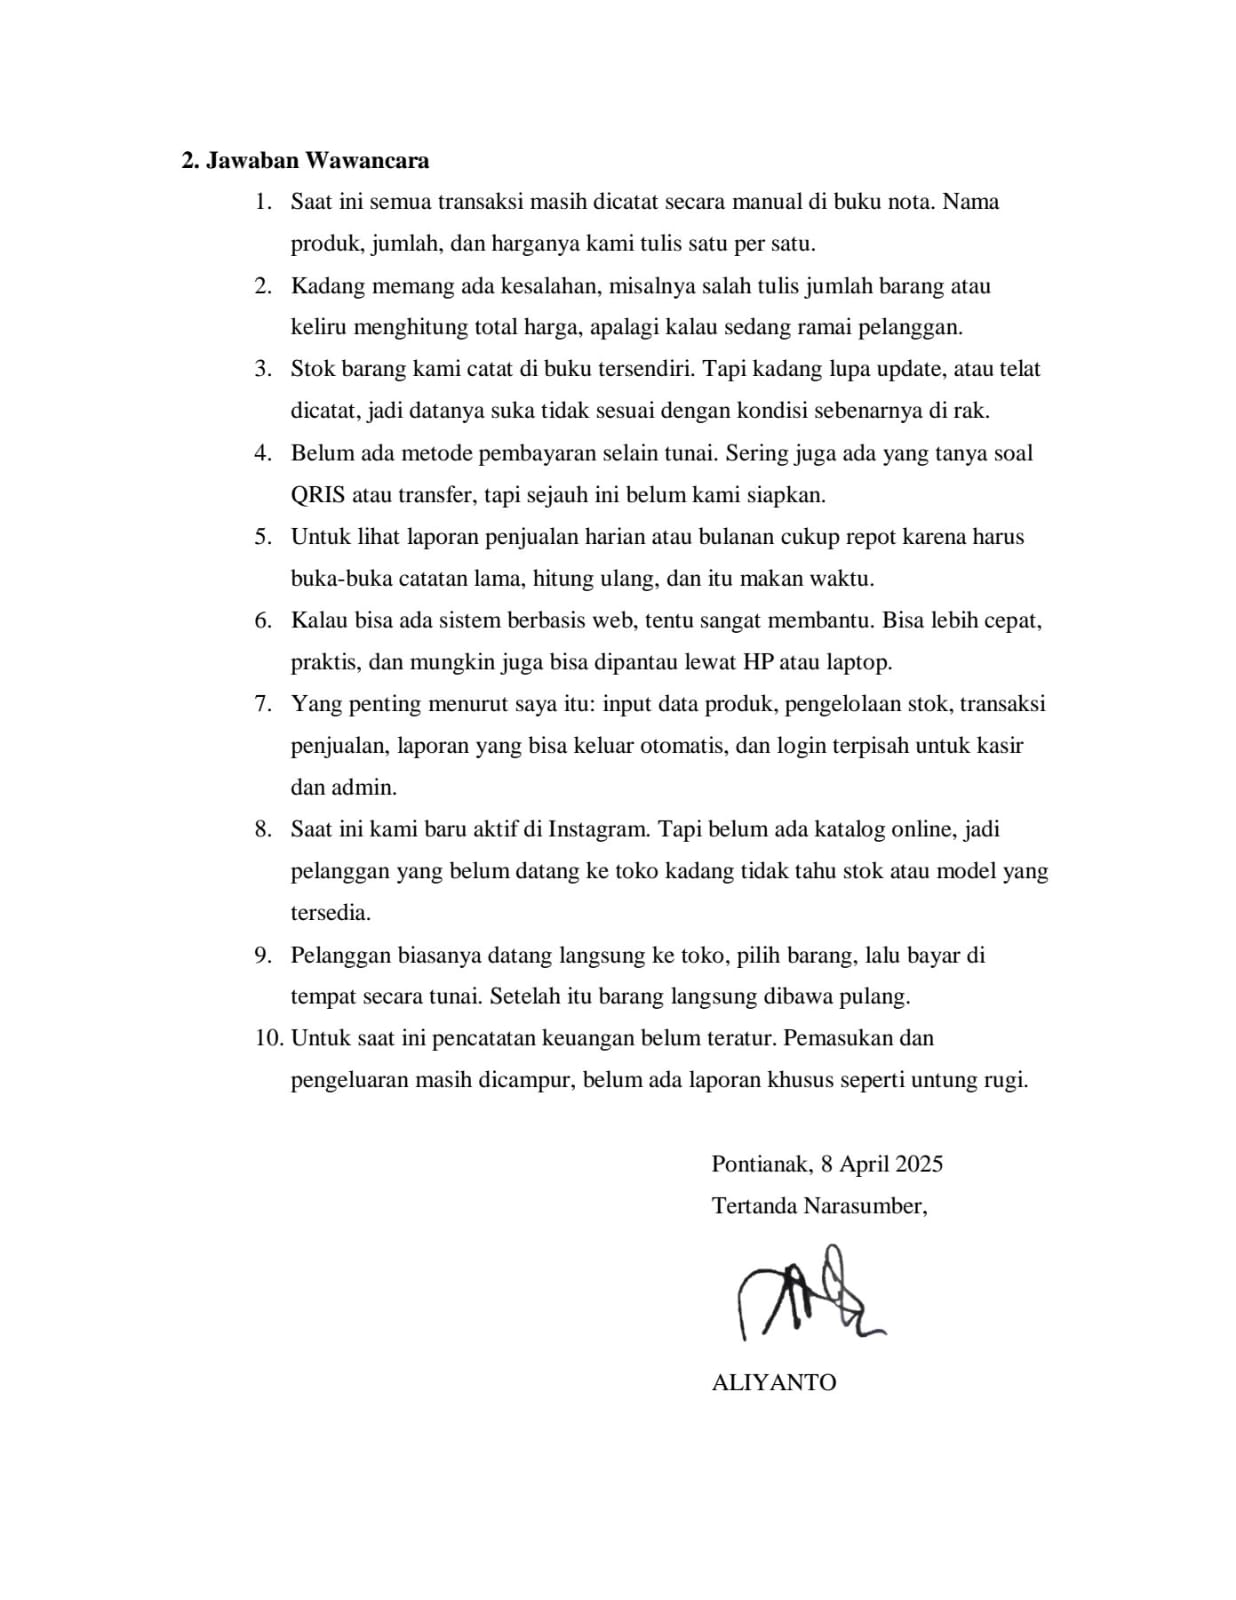 2. Jawaban Wawancara
1. Saat ini semua transaksi masih dicatat secara manual di buku nota. Nama
produk, jumlah, dan harganya kami tulis satu per satu.
2. Kadang memang ada kesalahan, misalnya salah tulis jumlah barang atau
keliru menghitung total harga, apalagi kalau sedang ramai pelanggan.
3. Stok barang kami catat di buku tersendiri. Tapi kadang lupa update, atau telat
dicatat, jadi datanya suka tidak sesuai dengan kondisi sebenarnya di rak.
4. Belum ada metode pembayaran selain tunai. Sering juga ada yang tanya soal
QRIS atau transfer, tapi sejauh ini belum kami siapkan.
5. Untuk lihat laporan penjualan harian atau bulanan cukup repot karena harus
buka-buka catatan lama, hitung ulang, dan itu makan waktu.
6. Kalau bisa ada sistem berbasis web, tentu sangat membantu. Bisa lebih cepat,
praktis, dan mungkin juga bisa dipantau lewat HP atau laptop.
7. Yang penting menurut saya itu: input data produk, pengelolaan stok, transaksi
penjualan, laporan yang bisa keluar otomatis, dan login terpisah untuk kasir
dan admin.
8. Saat ini kami baru aktif di Instagram. Tapi belum ada katalog online, jadi
pelanggan yang belum datang ke toko kadang tidak tahu stok atau model yang
tersedia.
9. Pelanggan biasanya datang langsung ke toko, pilih barang, lalu bayar di
tempat secara tunai. Setelah itu barang langsung dibawa pulang.
10. Untuk saat ini pencatatan keuangan belum teratur. Pemasukan dan
pengeluaran masih dicampur, belum ada laporan khusus seperti untung rugi.
Pontianak, 8 April 2025
Tertanda Narasumber,
ALIYANTO